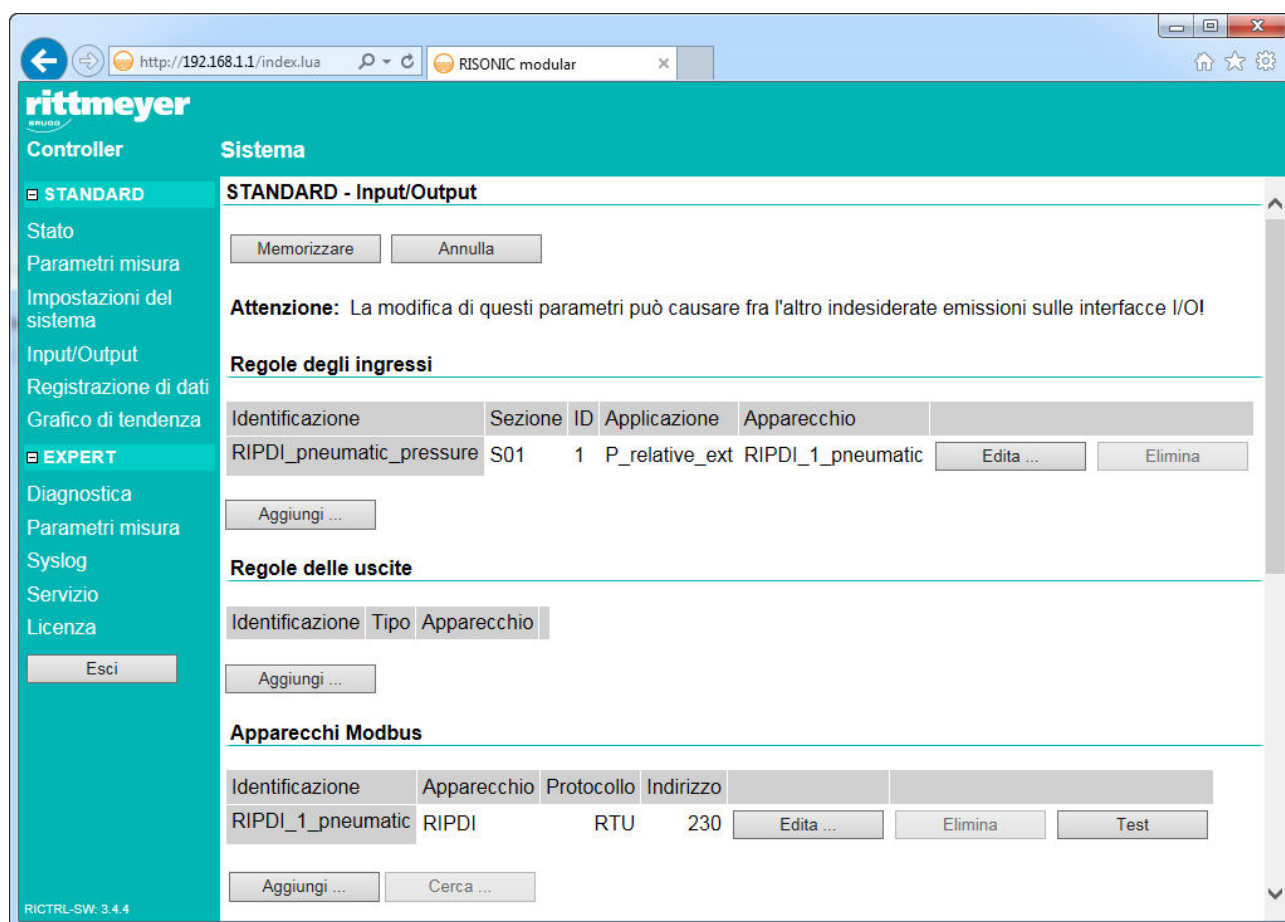 http://192.168.1.1/index.lua
RISONIC modular
rittmeyer
BRUGG
Controller
Sistema
STANDARD
Stato
Parametri misura
Impostazioni del
sistema
Input/Output
Registrazione di dati
Grafico di tendenza
EXPERT
Diagnostica
Parametri misura
Syslog
Servizio
Licenza
Esci
RICTRL-SW: 3.4.4
STANDARD - Input/Output
Memorizzare Annulla
Attenzione: La modifica di questi parametri può causare fra l'altro indesiderate emissioni sulle interfacce I/O!
Regole degli ingressi
Identificazione Sezione ID Applicazione Apparecchio
RIPDI_pneumatic_pressure S01 1 P_relative_ext RIPDI_1_pneumatic Edita ... Elimina
Aggiungi ...
Regole delle uscite
Identificazione Tipo Apparecchio
Aggiungi ...
Apparecchi Modbus
Identificazione Apparecchio Protocollo Indirizzo
RIPDI_1_pneumatic RIPDI RTU 230 Edita ... Elimina Test
Aggiungi ... Cerca ...